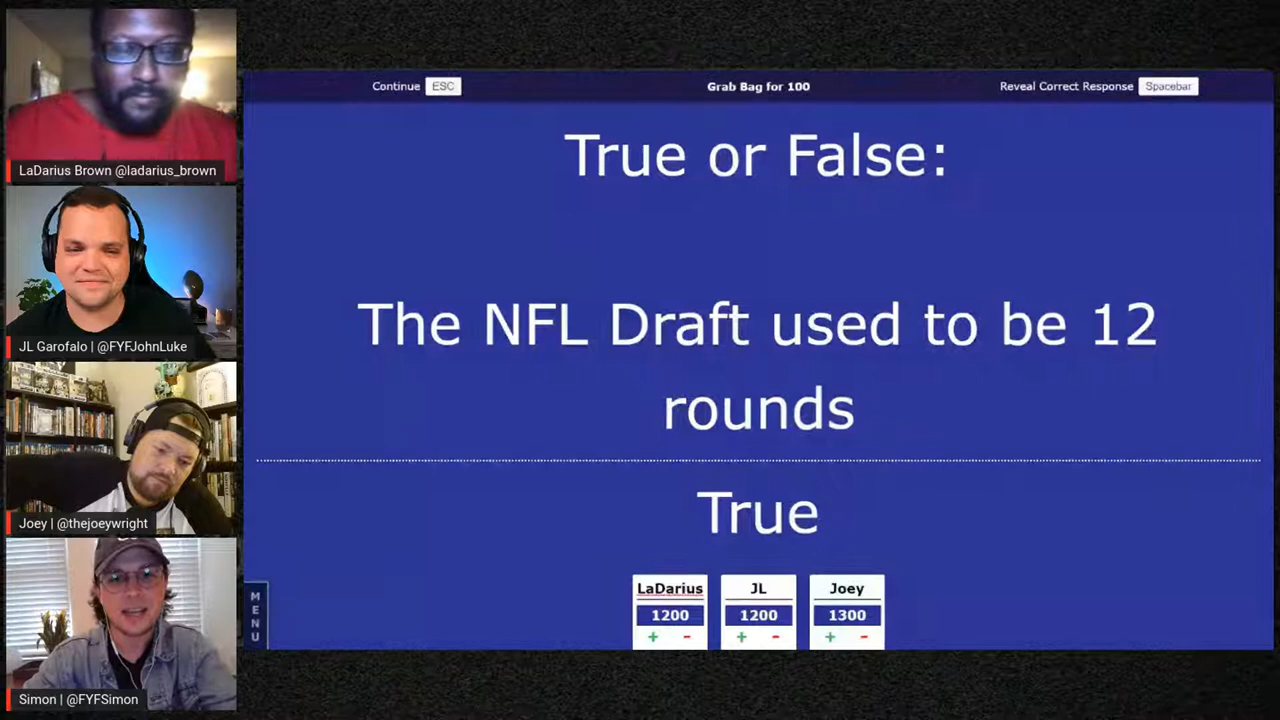 LaDarius Brown @ladarius_brown
JL Garofalo | @FYFJohnLuke
Joey | @thejoeywright
Simon | @FYFSimon
Continue ESC
Grab Bag for 100
Reveal Correct Response Spacebar
True or False:
The NFL Draft used to be 12
rounds
True
MENU
LaDarius JL Joey
1200 1200 1300
+ - + - + -